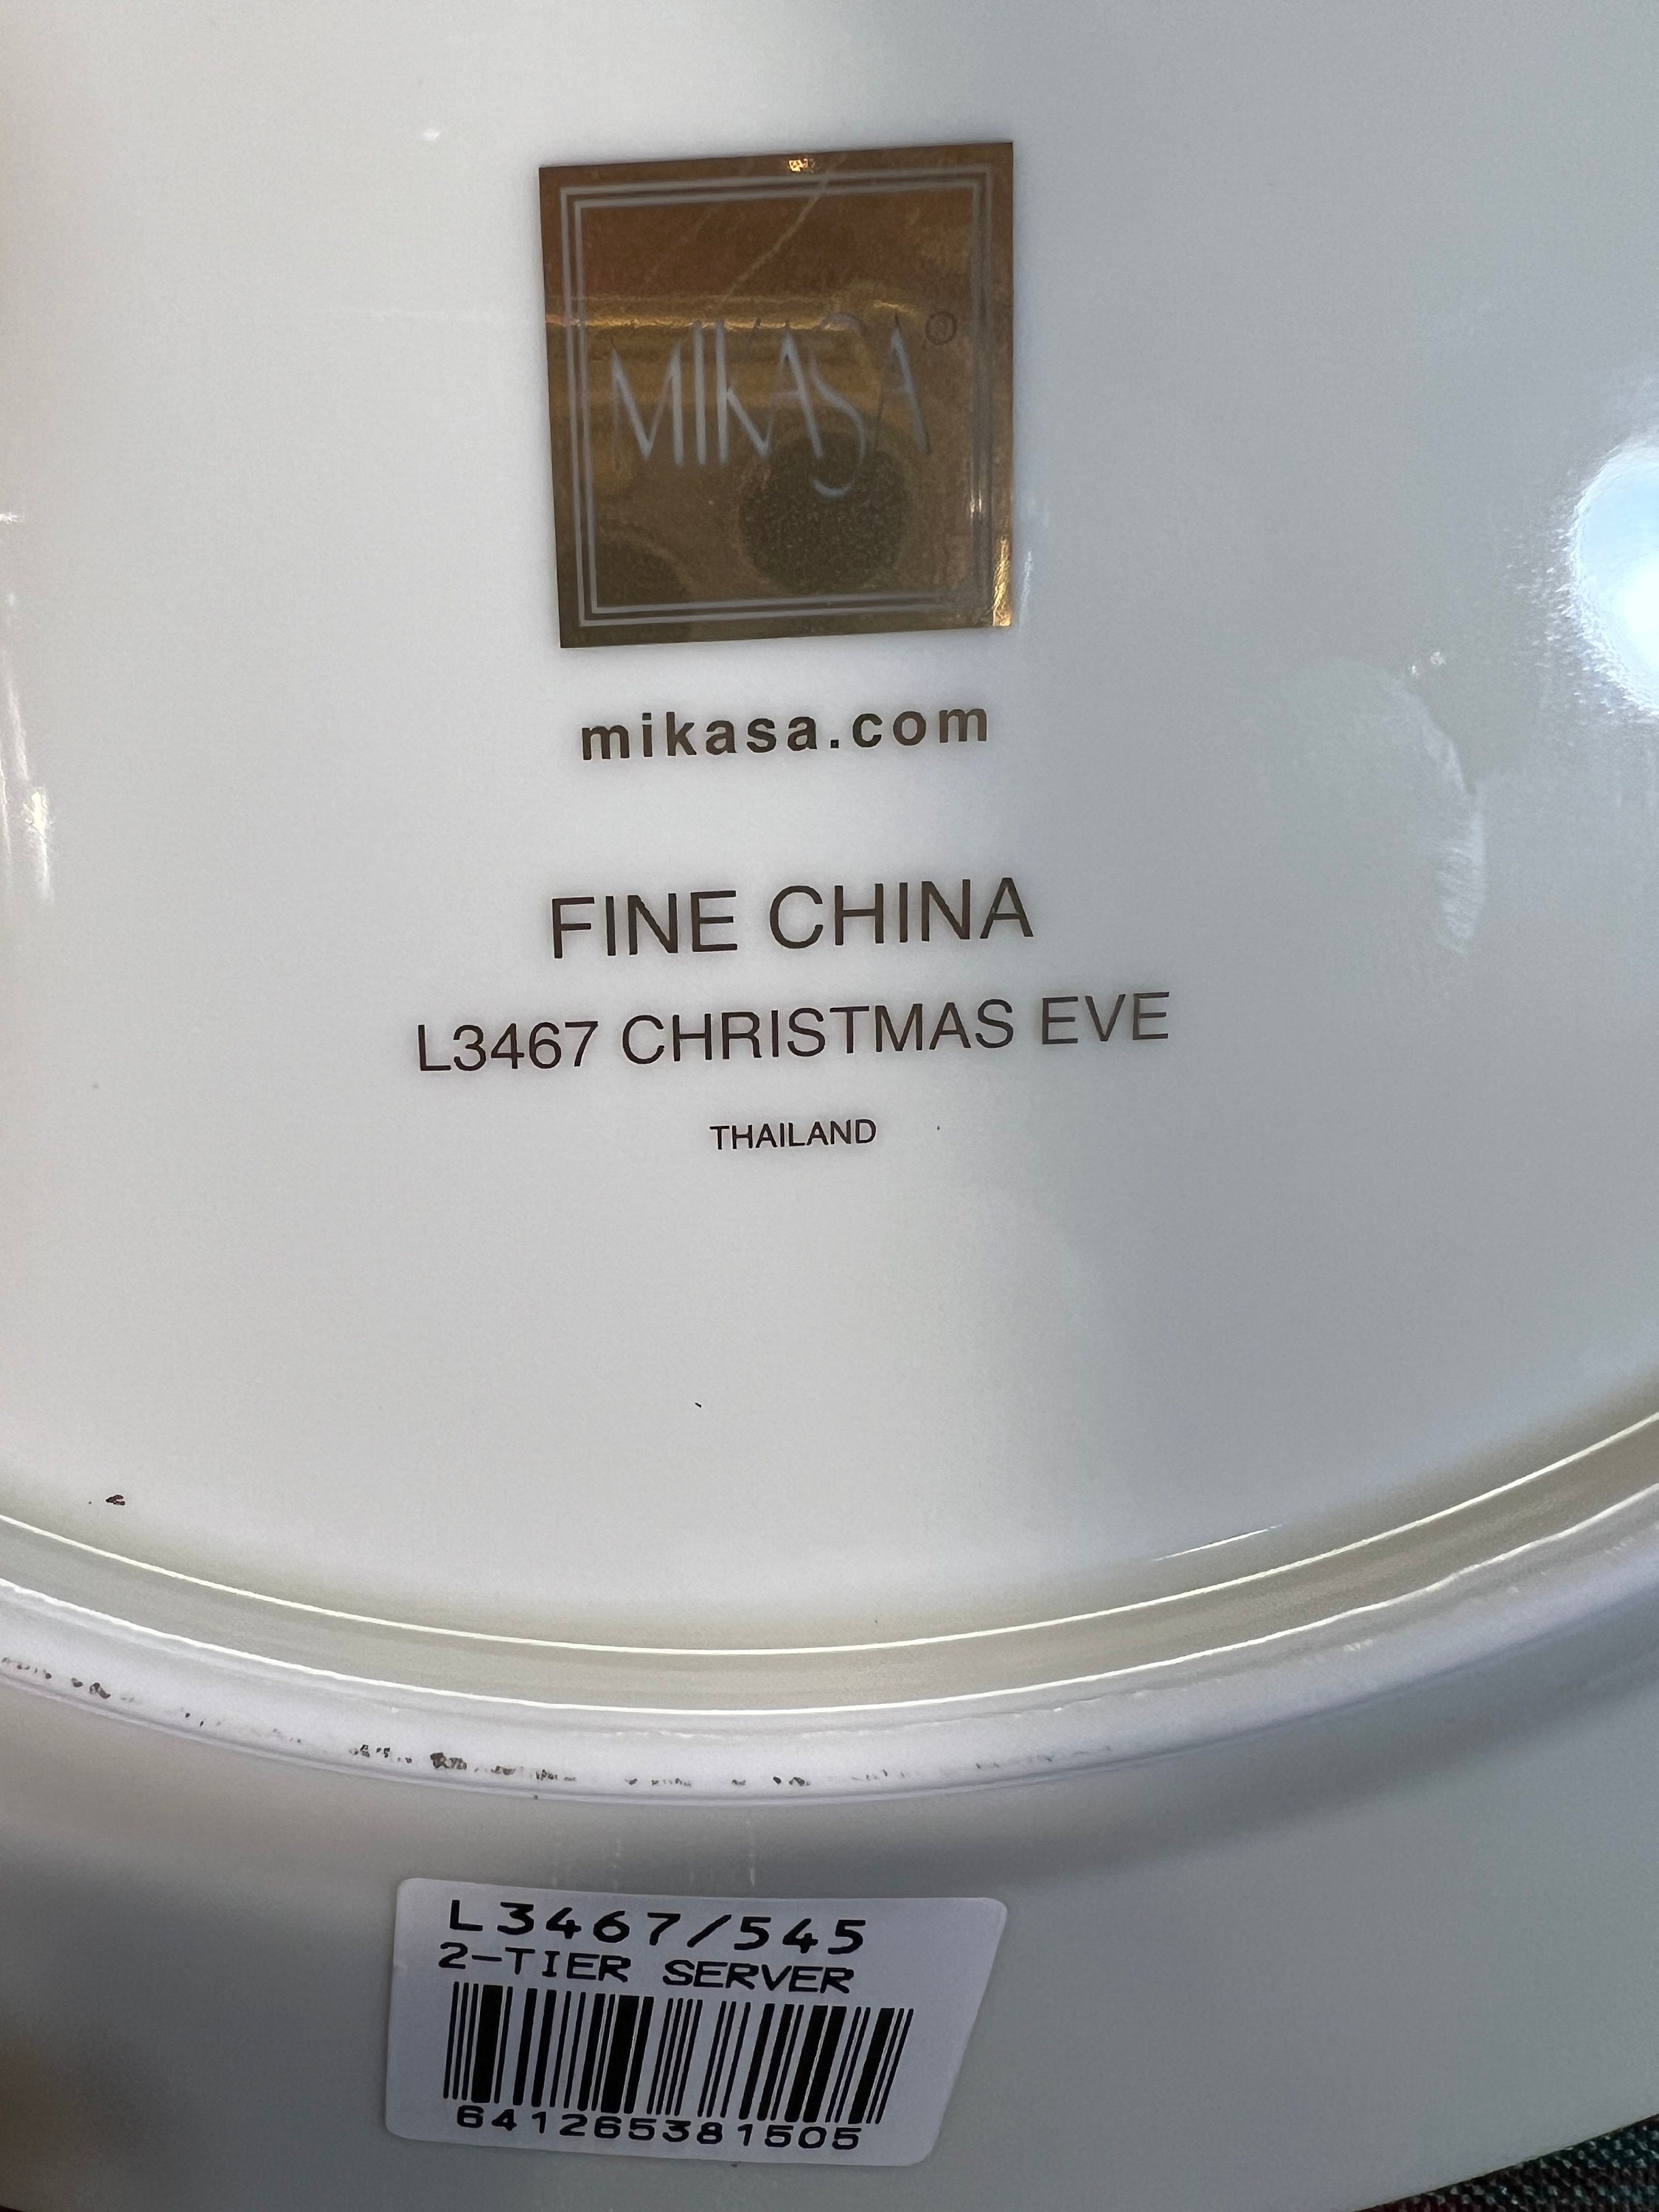 MIKASA®
mikasa.com
FINE CHINA
L3467 CHRISTMAS EVE
THAILAND
L3467/545
2-TIER SERVER
641265381505